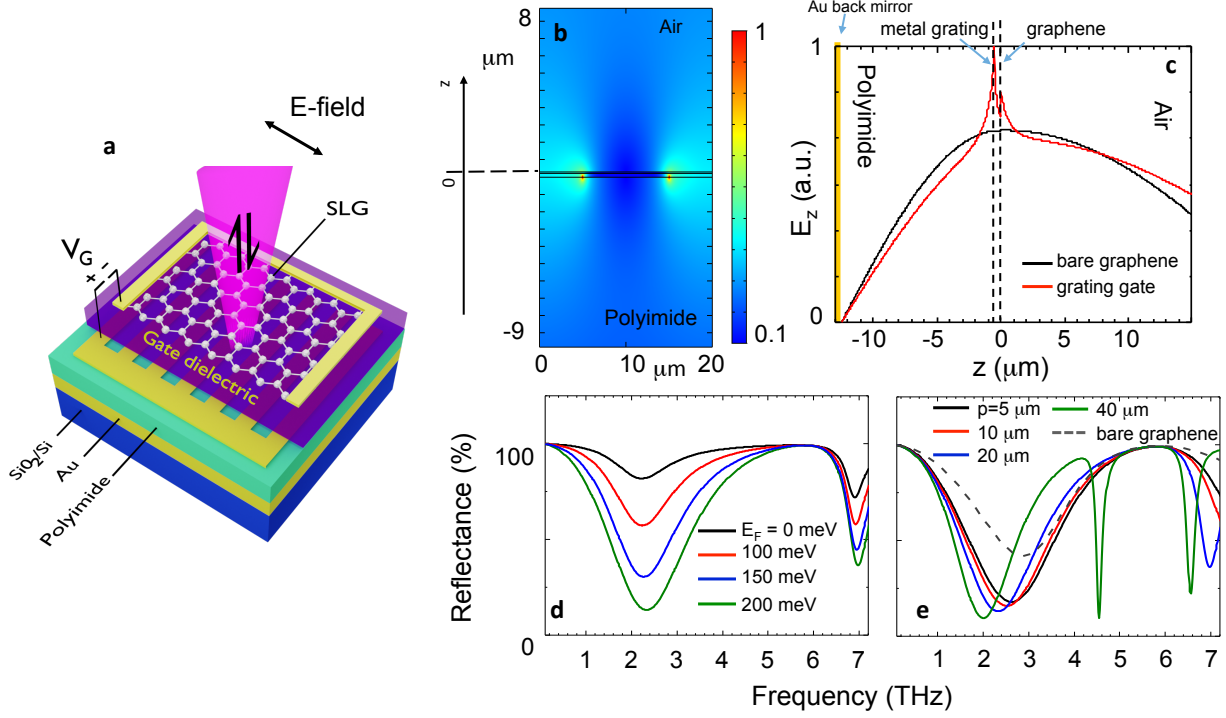 a
E-field
SLG
V_G
+
-
Gate dielectric
SiO₂/Si
Au
Polyimide
b
Air
8
μm
z
0
-9
Polyimide
0
10
20
μm
1
0.1
Au back mirror
metal grating
graphene
c
1
Polyimide
Air
E_z (a.u.)
bare graphene
grating gate
0
-10 -5 0 5 10
z (μm)
100
Reflectance (%)
E_F = 0 meV
100 meV
150 meV
200 meV
d
0
1 2 3 4 5 6 7
p=5 μm
10 μm
20 μm
40 μm
bare graphene
e
1 2 3 4 5 6 7
Frequency (THz)